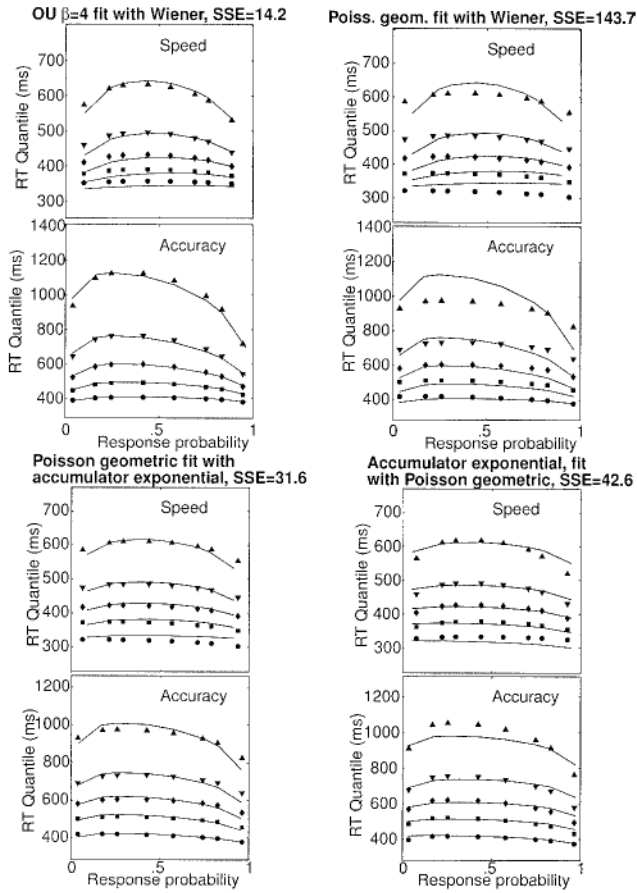 OU β=4 fit with Wiener, SSE=14.2
Speed
700
600
500
400
300
RT Quantile (ms)
Accuracy
1400
1200
1000
800
600
400
RT Quantile (ms)
0 .5 1
Response probability
Poiss. geom. fit with Wiener, SSE=143.7
Speed
700
600
500
400
300
RT Quantile (ms)
Accuracy
1400
1200
1000
800
600
400
RT Quantile (ms)
0 .5 1
Response probability
Poisson geometric fit with
accumulator exponential, SSE=31.6
Speed
700
600
500
400
300
RT Quantile (ms)
Accuracy
1200
1000
800
600
400
RT Quantile (ms)
0 .5 1
Response probability
Accumulator exponential, fit
with Poisson geometric, SSE=42.6
Speed
700
600
500
400
300
RT Quantile (ms)
Accuracy
1200
1000
800
600
400
RT Quantile (ms)
0 .5 1
Response probability